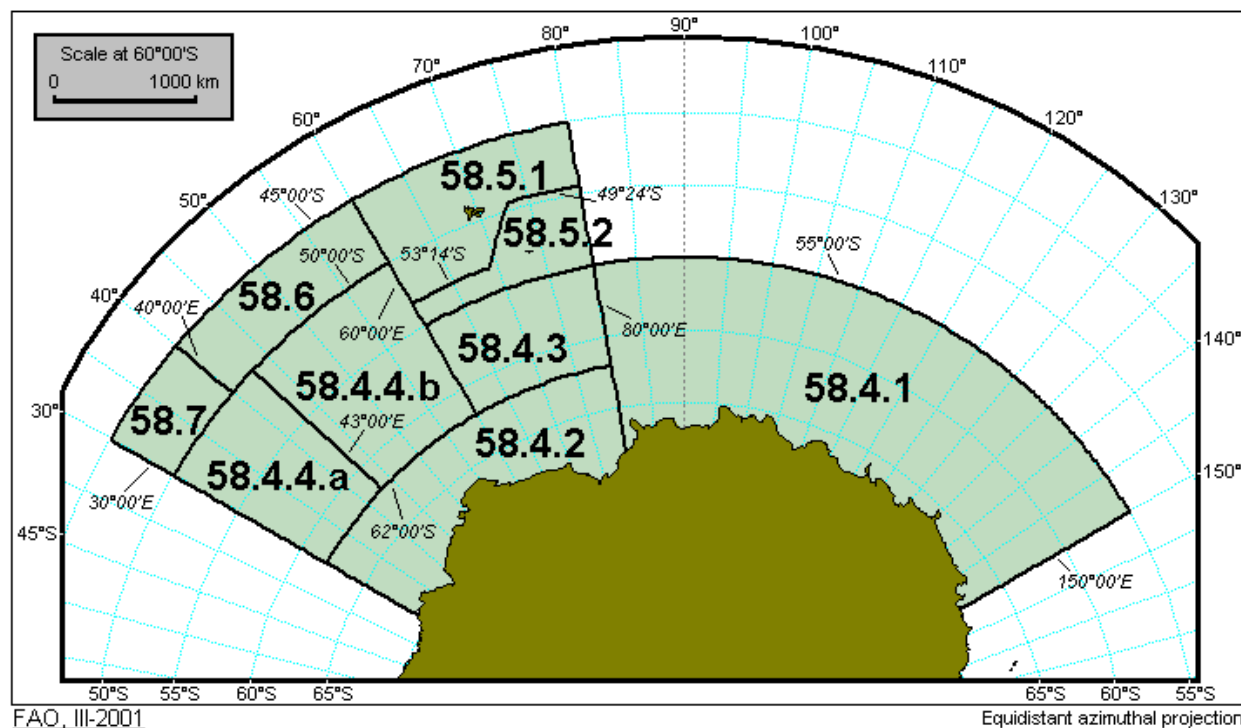 Scale at 60°00'S
0 1000 km
90°
80° 100°
70° 110°
60° 120°
50° 130°
40° 140°
30° 150°
45°00'S
50°00'S
53°14'S
49°24'S
55°00'S
40°00'E
60°00'E
80°00'E
43°00'E
30°00'E
62°00'S
150°00'E
58.5.1
58.5.2
58.6
58.4.3
58.4.4.b
58.4.1
58.7
58.4.2
58.4.4.a
45°S
50°S 55°S 60°S 65°S 65°S 60°S 55°S
FAO, III-2001 Equidistant azimuthal projection